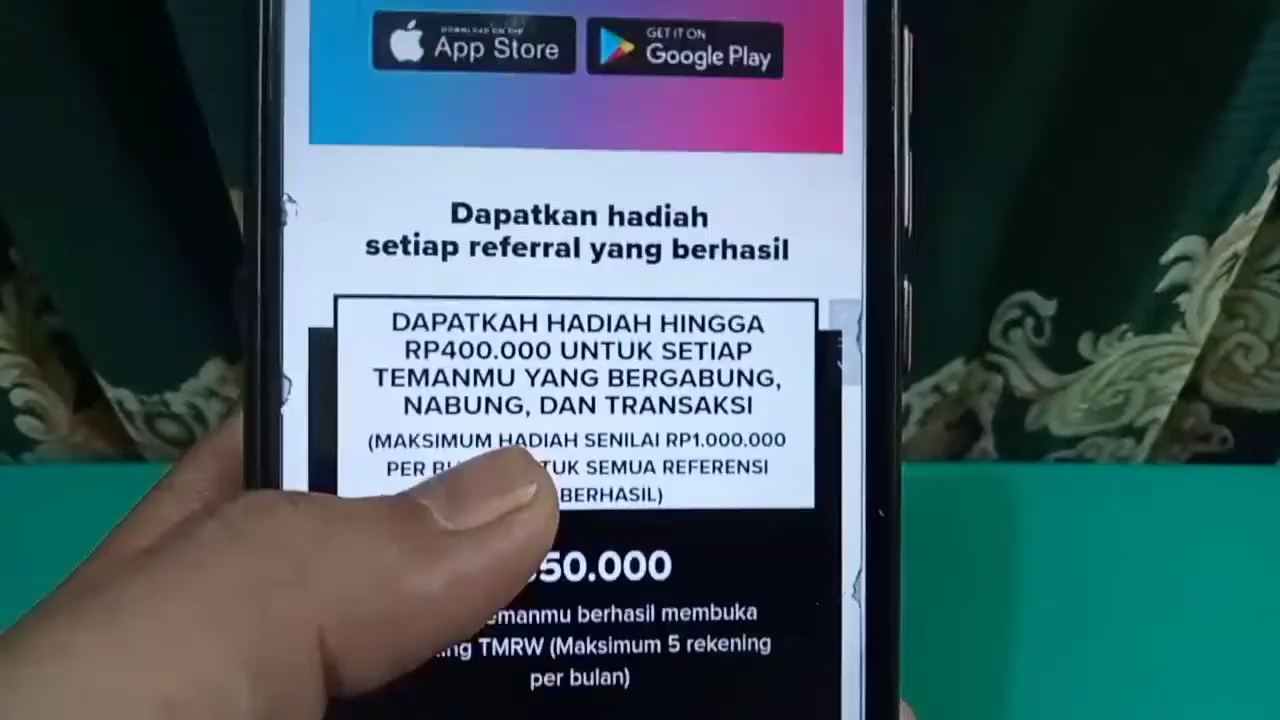 Download on the
App Store
GET IT ON
Google Play
Dapatkan hadiah
setiap referral yang berhasil
DAPATKAH HADIAH HINGGA
RP400.000 UNTUK SETIAP
TEMANMU YANG BERGABUNG,
NABUNG, DAN TRANSAKSI
(MAKSIMUM HADIAH SENILAI RP1.000.000
PER SEMUA REFERENSI
BERHASIL)
50.000
berhasil membuka
TMRW (Maksimum 5 rekening
per bulan)